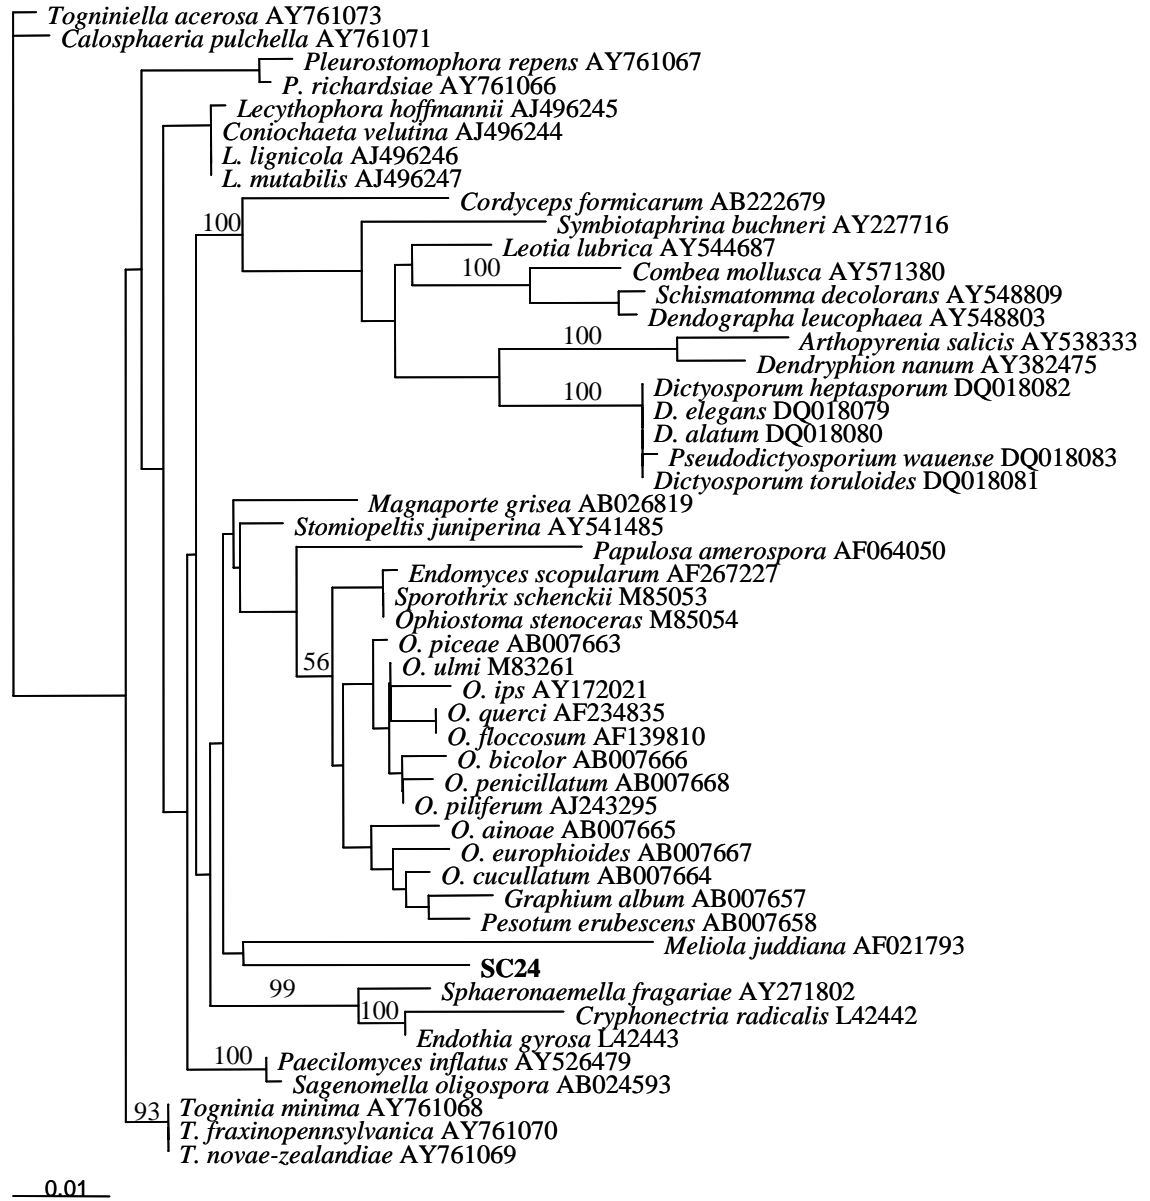 Togniniella acerosa AY761073
Calosphaeria pulchella AY761071
Pleurostomophora repens AY761067
P. richardsiae AY761066
Lecythophora hoffmannii AJ496245
Coniochaeta velutina AJ496244
L. lignicola AJ496246
L. mutabilis AJ496247
Cordyceps formicarum AB222679
100
Symbiotaphrina buchneri AY227716
Leotia lubrica AY544687
100
Combea mollusca AY571380
Schismatomma decolorans AY548809
Dendographa leucophaea AY548803
100
Arthopyrenia salicis AY538333
Dendryphion nanum AY382475
100
Dictyosporum heptasporum DQ018082
D. elegans DQ018079
D. alatum DQ018080
Pseudodictyosporium wauense DQ018083
Dictyosporum toruloides DQ018081
Magnaporte grisea AB026819
Stomiopeltis juniperina AY541485
Papulosa amerospora AF064050
Endomyces scopularum AF267227
Sporothrix schenckii M85053
Ophiostoma stenoceras M85054
O. piceae AB007663
56
O. ulmi M83261
O. ips AY172021
O. querci AF234835
O. floccosum AF139810
O. bicolor AB007666
O. penicillatum AB007668
O. piliferum AJ243295
O. ainoae AB007665
O. europhioides AB007667
O. cucullatum AB007664
Graphium album AB007657
Pesotum erubescens AB007658
Meliola juddiana AF021793
SC24
99
Sphaeronaemella fragariae AY271802
100
Cryphonectria radicalis L42442
Endothia gyrosa L42443
100
Paecilomyces inflatus AY526479
Sagenomella oligospora AB024593
93
Togninia minima AY761068
T. fraxinopennsylvanica AY761070
T. novae-zealandiae AY761069
0.01